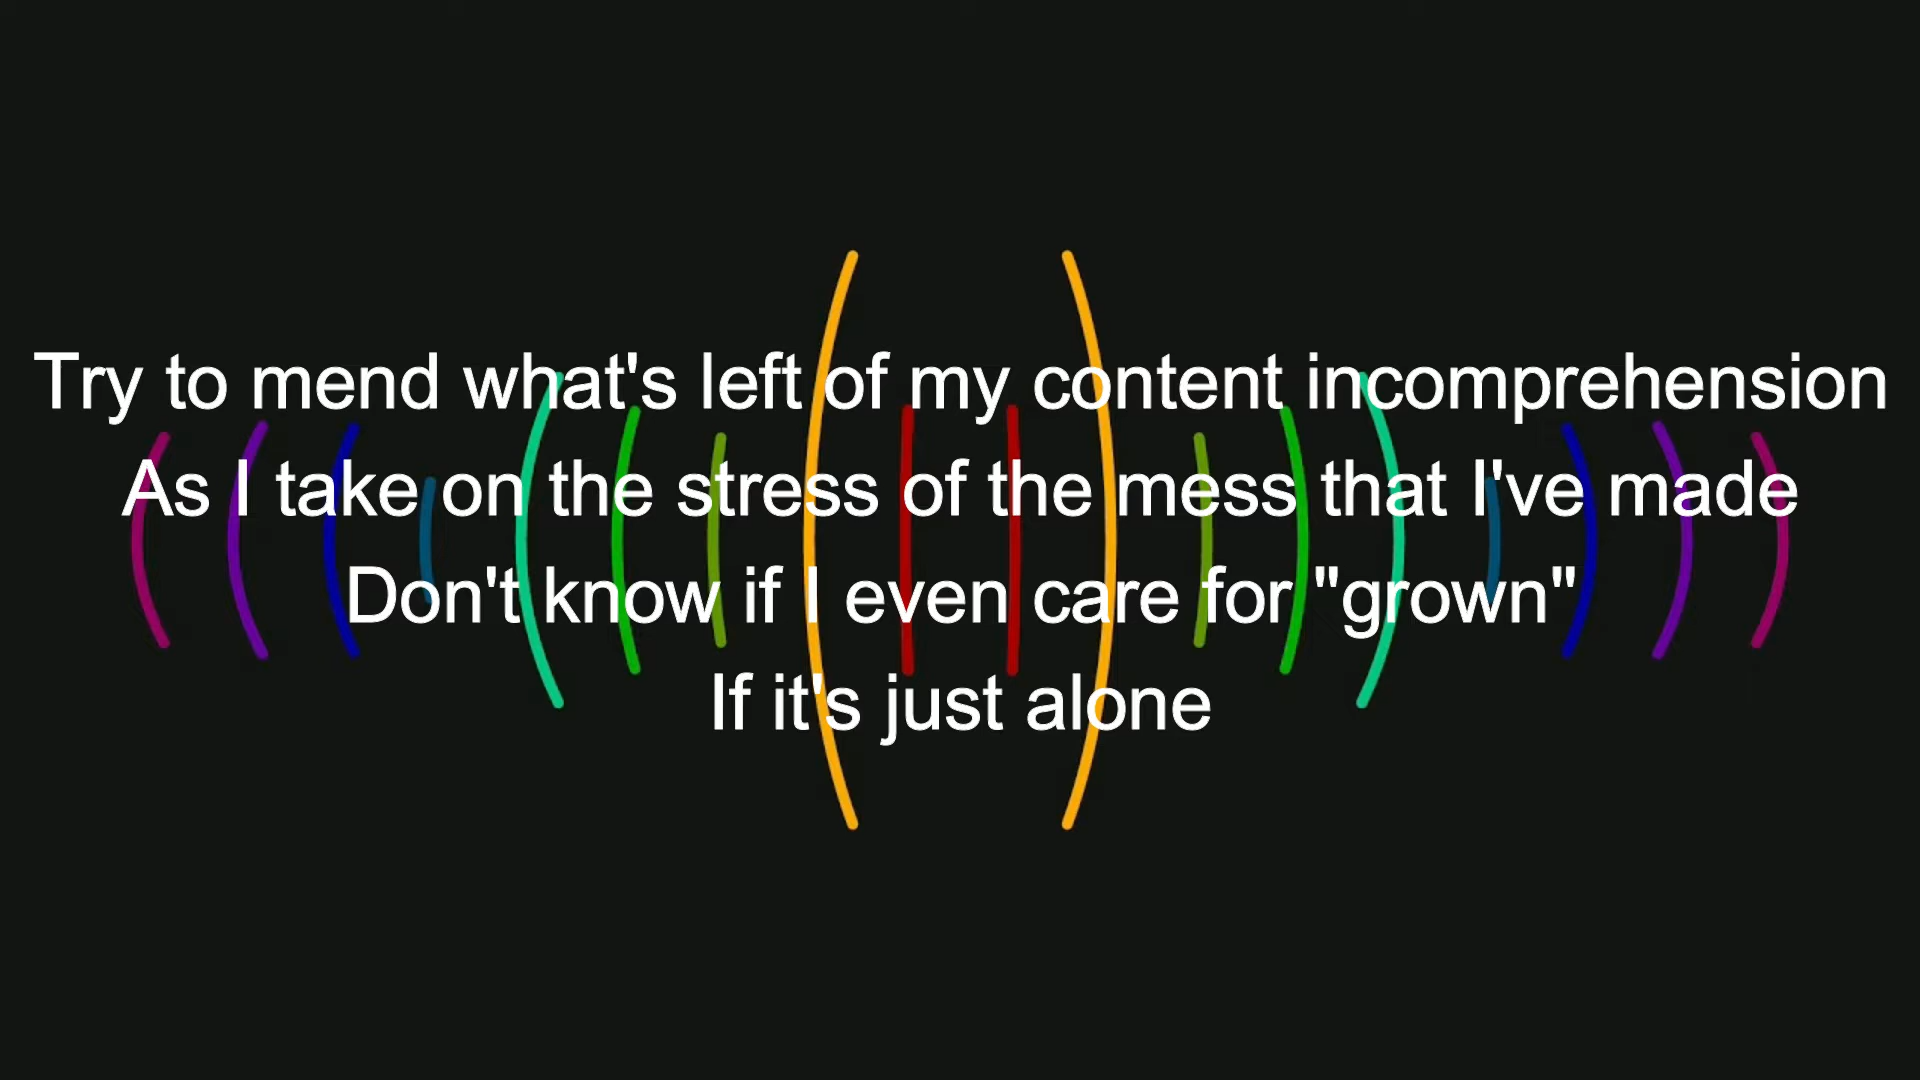 Try to mend what's left of my content incomprehension
As I take on the stress of the mess that I've made
Don't know if I even care for "grown"
If it's just alone